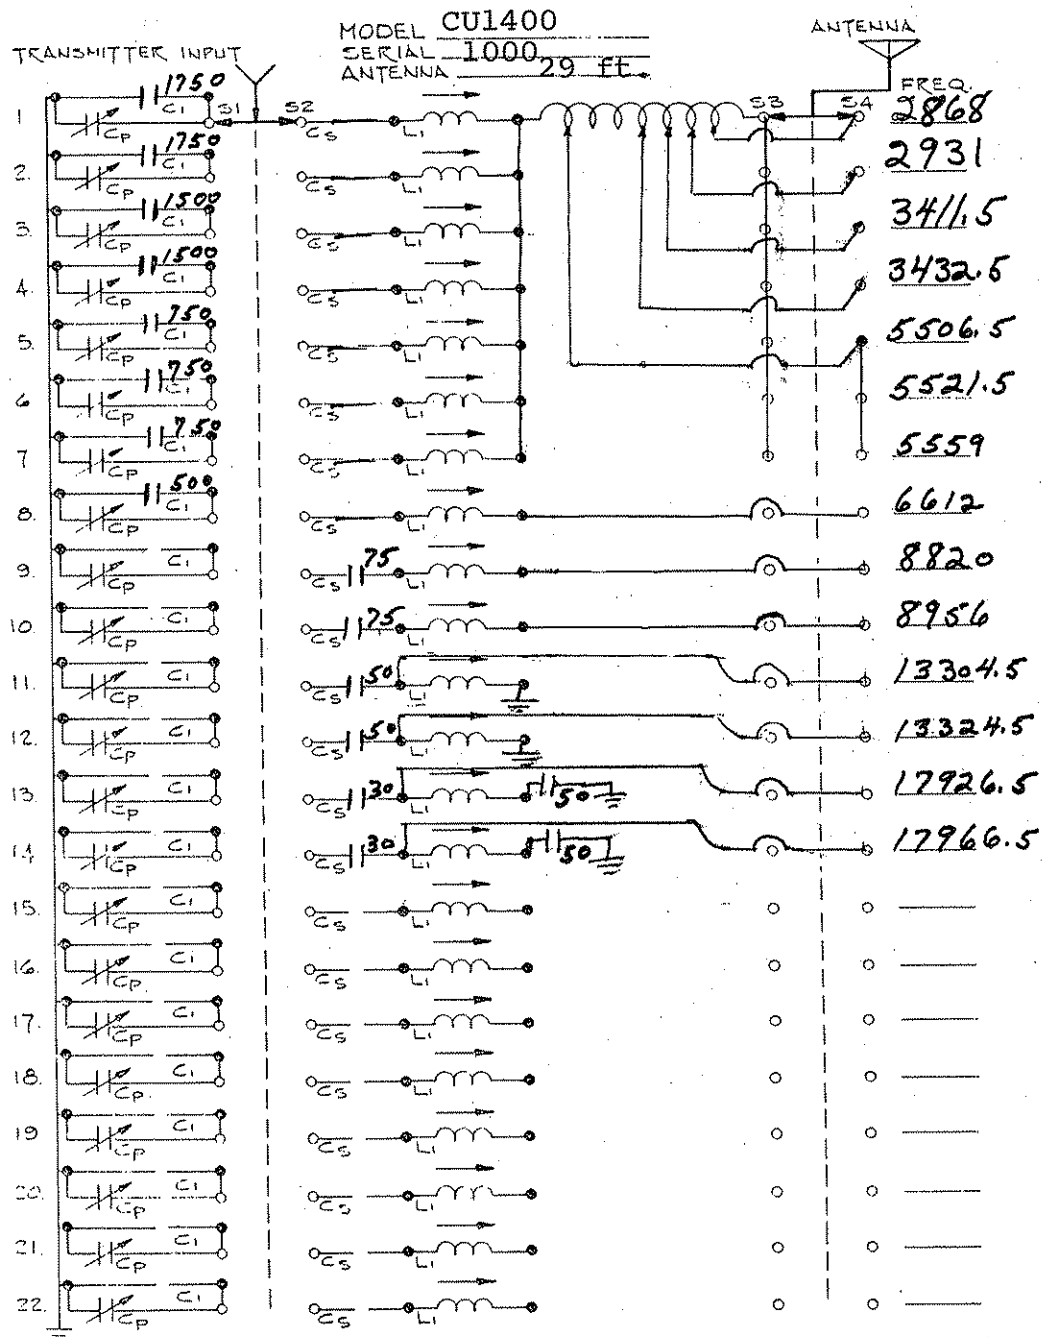 MODEL CU1400
SERIAL 1000
ANTENNA 29 ft.
TRANSMITTER INPUT
ANTENNA
FREQ.
S1 S2 S3 S4
1 1750 C1 CP CS L1 2868
2. 1750 C1 CP CS L1 2931
3. 1500 C1 CP CS L1 3411.5
4. 1500 C1 CP CS L1 3432.5
5. 750 C1 CP CS L1 5506.5
6 750 C1 CP CS L1 5521.5
7 750 C1 CP CS L1 5559
8. 500 C1 CP CS L1 6612
9. C1 CP CS 75 L1 8820
10. C1 CP CS 75 L1 8956
11. C1 CP CS 50 L1 13304.5
12. C1 CP CS 50 L1 13324.5
13. C1 CP CS 30 L1 50 17926.5
14 C1 CP CS 30 L1 50 17966.5
15. C1 CP CS L1
16. C1 CP CS L1
17. C1 CP CS L1
18. C1 CP CS L1
19 C1 CP CS L1
20. C1 CP CS L1
21. C1 CP CS L1
22. C1 CP CS L1